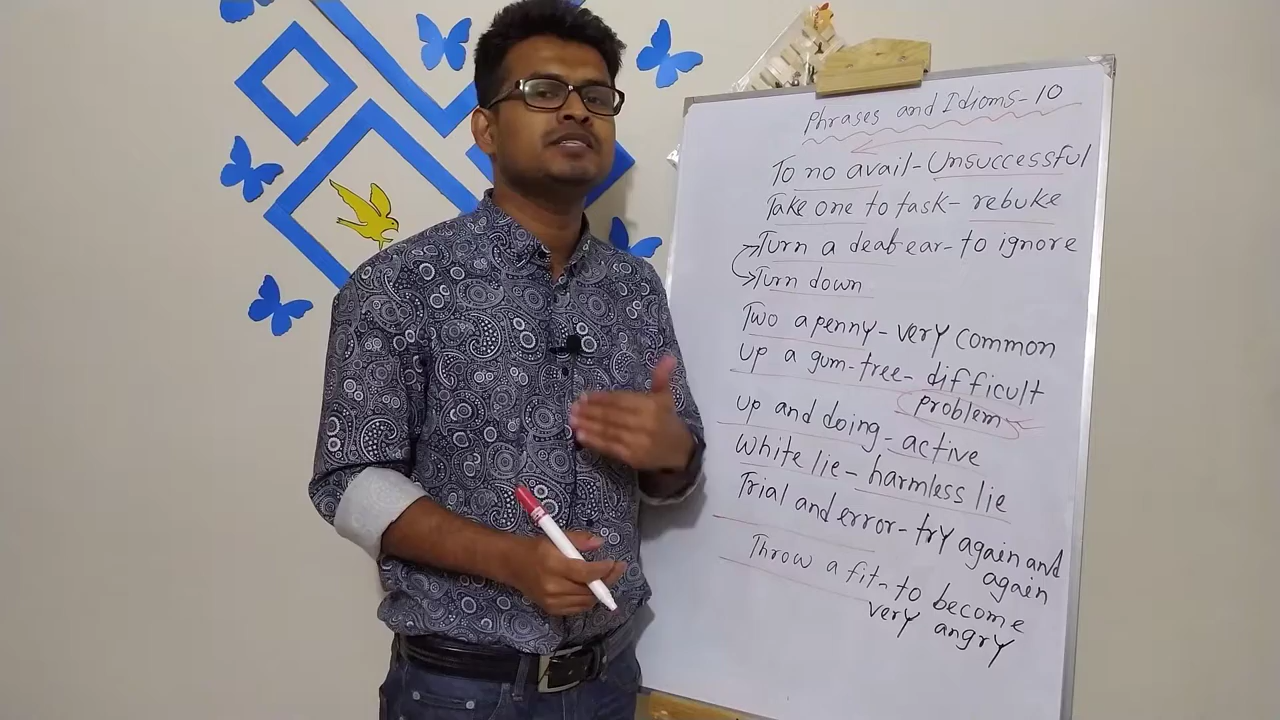 Phrases and Idioms-10
To no avail-Unsuccessful
Take one to task-rebuke
Turn a deaf ear-to ignore
Turn down
Two a penny-very common
up a gum-tree-difficult
problem
up and doing-active
White lie-harmless lie
Trial and error-try again and
again
Throw a fit-to become
very angry